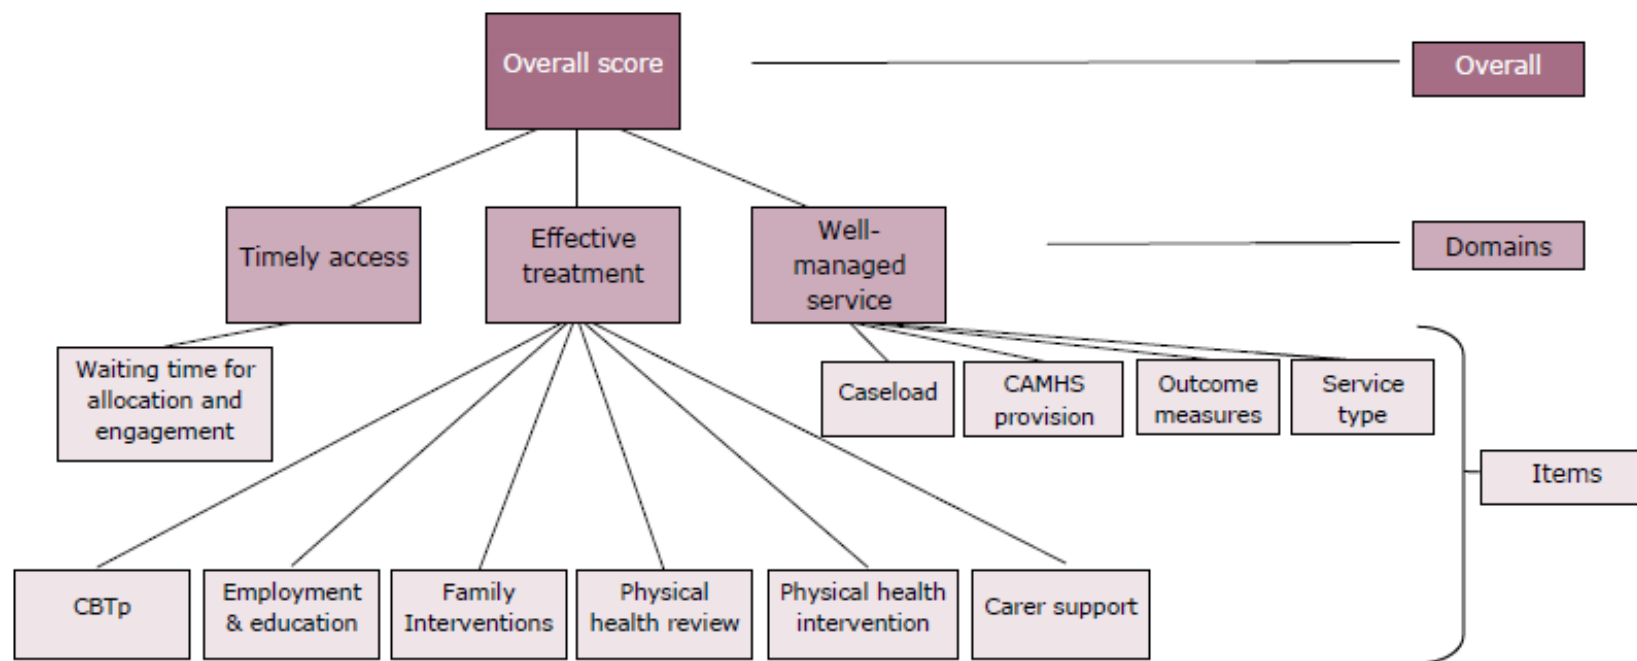 Overall score
Overall
Timely access
Effective
treatment
Well-
managed
service
Domains
Waiting time for
allocation and
engagement
Caseload
CAMHS
provision
Outcome
measures
Service
type
Items
CBTp
Employment
& education
Family
Interventions
Physical
health review
Physical health
intervention
Carer support